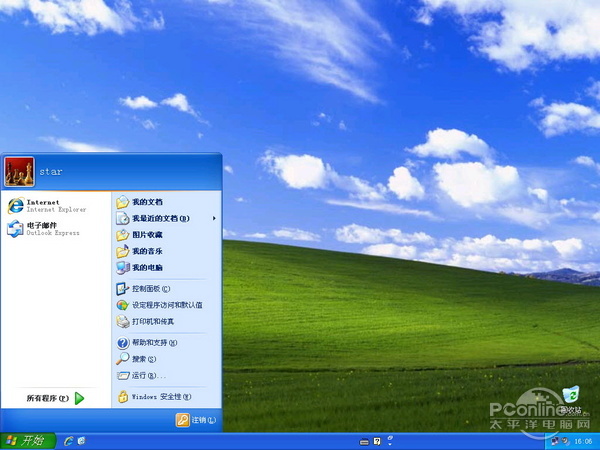 star
Internet
Internet Explorer
电子邮件
Outlook Express
所有程序(P)
我的文档
我最近的文档(D)
图片收藏
我的音乐
我的电脑
控制面板(C)
设定程序访问和默认值
打印机和传真
帮助和支持(H)
搜索(S)
运行(R)...
Windows 安全性(W)
注销(L)
开始
PConline
太平洋电脑网
16:06